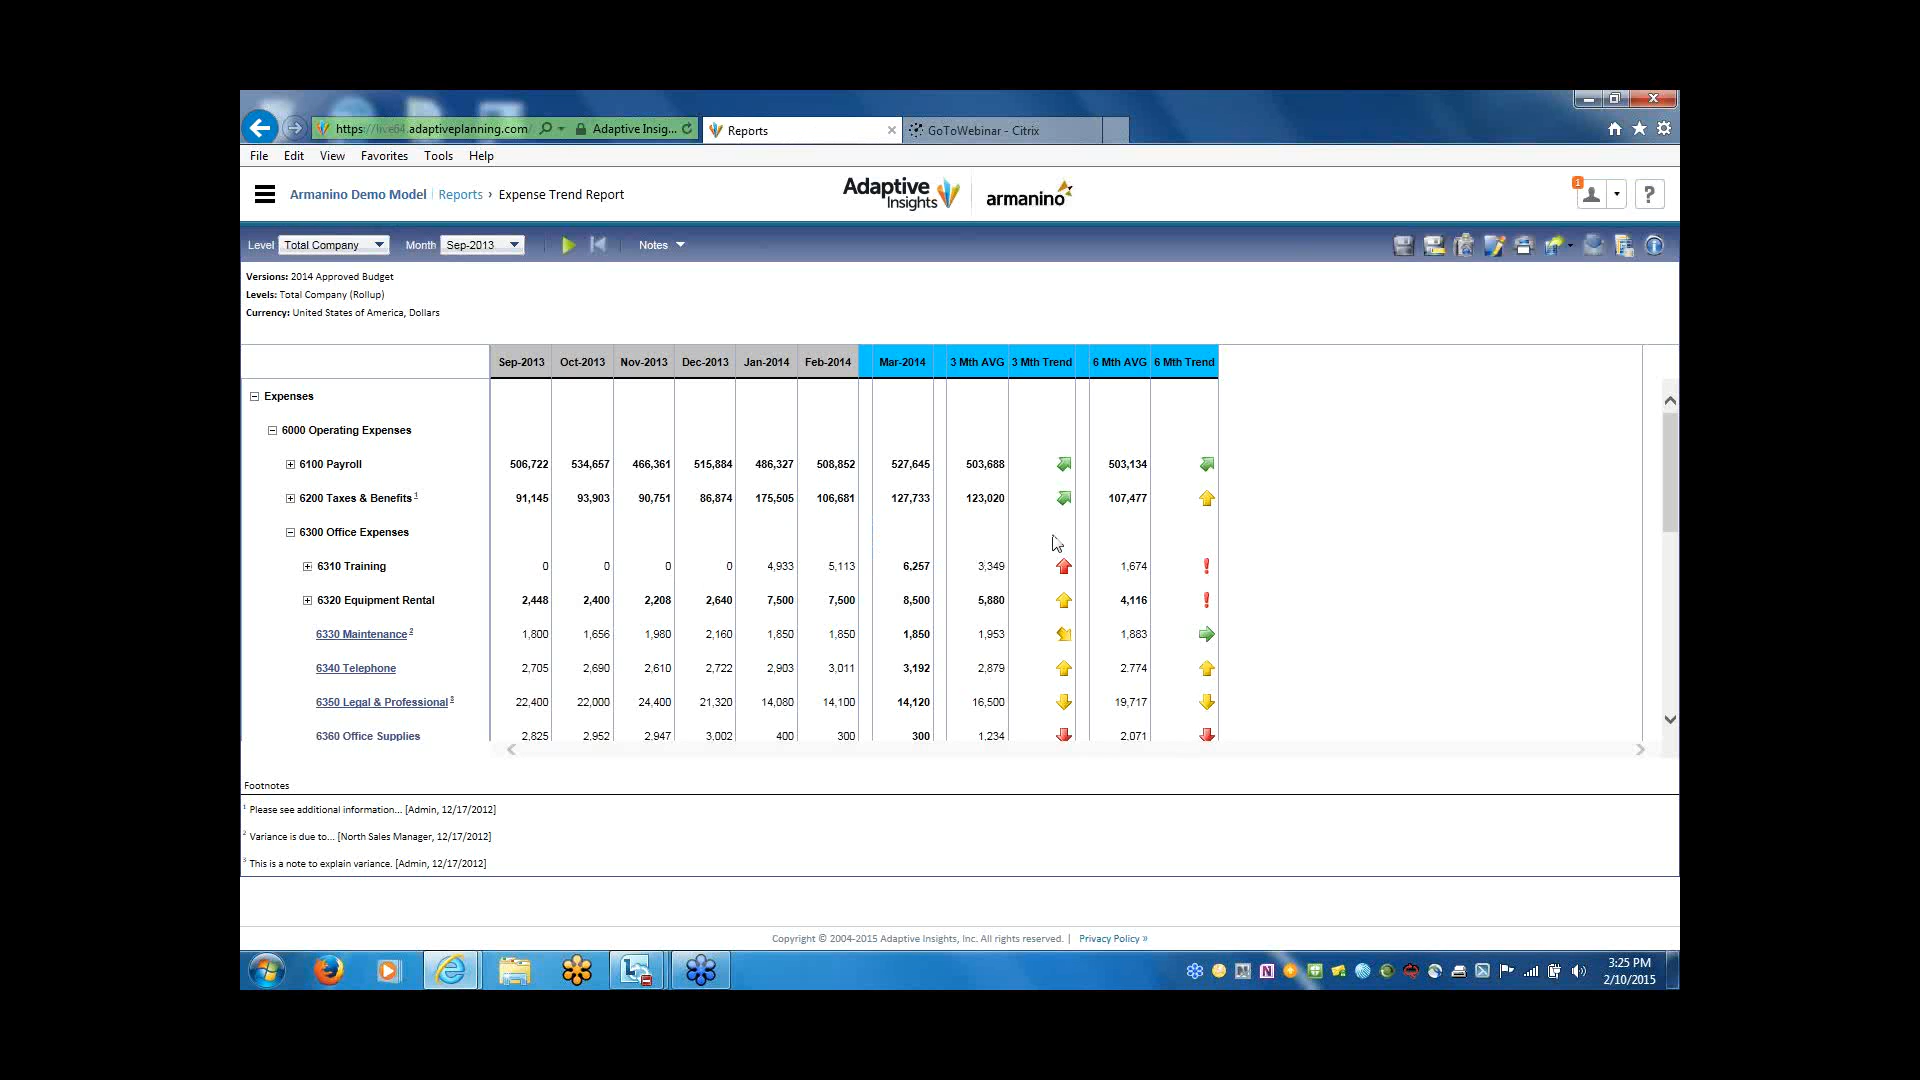 https://live64.adaptiveplanning.com
Adaptive Insig...
Reports
GoToWebinar - Citrix
File Edit View Favorites Tools Help
Armanino Demo Model Reports › Expense Trend Report
Adaptive Insights
armanino
1
?
Level Total Company Month Sep-2013 Notes
Versions: 2014 Approved Budget
Levels: Total Company (Rollup)
Currency: United States of America, Dollars
Sep-2013 Oct-2013 Nov-2013 Dec-2013 Jan-2014 Feb-2014 Mar-2014 3 Mth AVG 3 Mth Trend 6 Mth AVG 6 Mth Trend
Expenses
6000 Operating Expenses
6100 Payroll 506,722 534,657 466,361 515,884 486,327 508,852 527,645 503,688 503,134
6200 Taxes & Benefits 1 91,145 93,903 90,751 86,874 175,505 106,681 127,733 123,020 107,477
6300 Office Expenses
6310 Training 0 0 0 0 4,933 5,113 6,257 3,349 1,674
6320 Equipment Rental 2,448 2,400 2,208 2,640 7,500 7,500 8,500 5,880 4,116
6330 Maintenance 2 1,800 1,656 1,980 2,160 1,850 1,850 1,850 1,953 1,883
6340 Telephone 2,705 2,690 2,610 2,722 2,903 3,011 3,192 2,879 2,774
6350 Legal & Professional 3 22,400 22,000 24,400 21,320 14,080 14,100 14,120 16,500 19,717
6360 Office Supplies 2,825 2,952 2,947 3,002 400 300 300 1,234 2,071
Footnotes
1 Please see additional information... [Admin, 12/17/2012]
2 Variance is due to... [North Sales Manager, 12/17/2012]
3 This is a note to explain variance. [Admin, 12/17/2012]
Copyright © 2004-2015 Adaptive Insights, Inc. All rights reserved. | Privacy Policy »
3:25 PM
2/10/2015